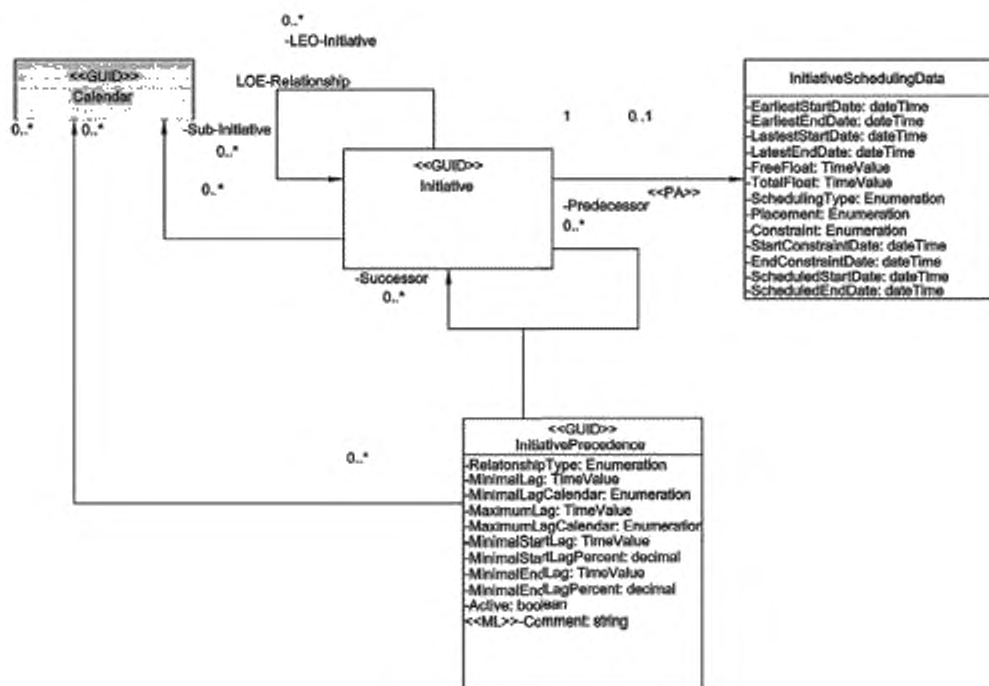 0..*
-LEO-Initiative
<<GUID>>
Calendar
0..*
0..*
LOE-Relationship
-Sub-Initiative
0..*
0..*
<<GUID>>
Initiative
1
0..1
<<PA>>
-Predecessor
0..*
-Successor
0..*
InitiativeSchedulingData
-EarliestStartDate: dateTime
-EarliestEndDate: dateTime
-LastestStartDate: dateTime
-LatestEndDate: dateTime
-FreeFloat: TimeValue
-TotalFloat: TimeValue
-SchedulingType: Enumeration
-Placement: Enumeration
-Constraint: Enumeration
-StartConstraintDate: dateTime
-EndConstraintDate: dateTime
-ScheduledStartDate: dateTime
-ScheduledEndDate: dateTime
0..*
<<GUID>>
InitiativePrecedence
-RelatonshipType: Enumeration
-MinimalLag: TimeValue
-MinimalLagCalendar: Enumeration
-MaximumLag: TimeValue
-MaximumLagCalendar: Enumeration
-MinimalStartLag: TimeValue
-MinimalStartLagPercent: decimal
-MinimalEndLag: TimeValue
-MinimalEndLagPercent: decimal
-Active: boolean
<<ML>>-Comment: string